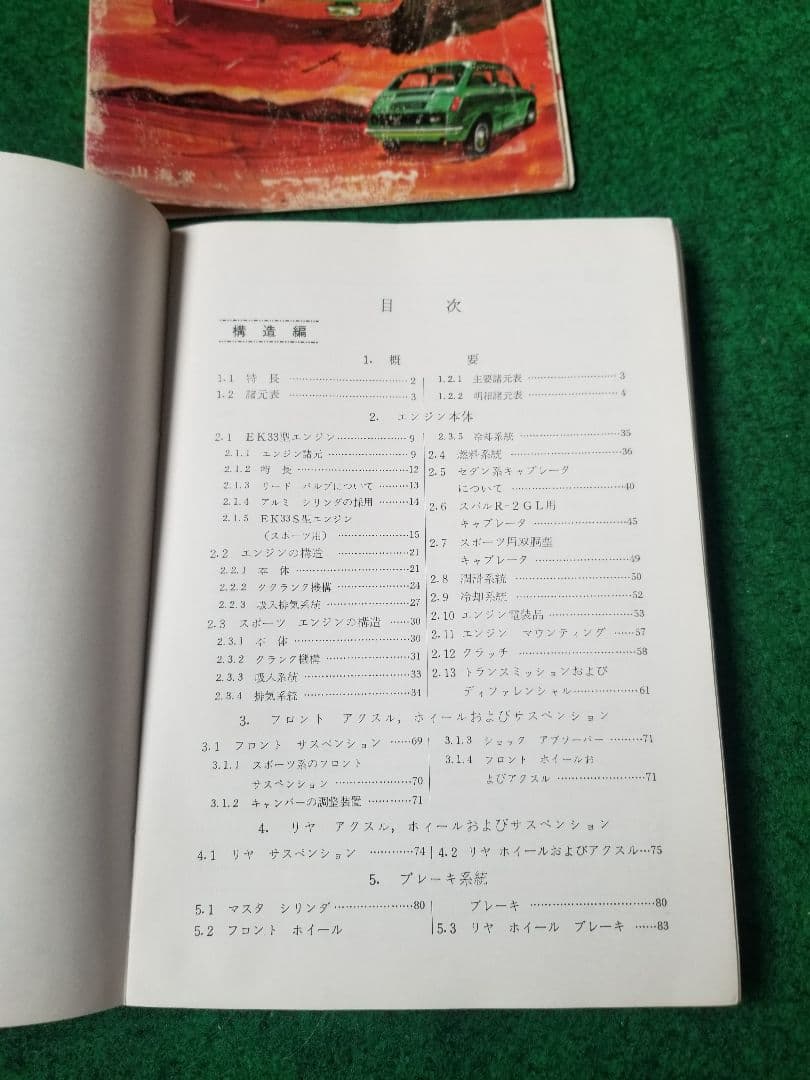 山海堂
目次
構造編
1. 概要
1.1 特長 2
1.2 諸元表 3
1.2.1 主要諸元表 3
1.2.2 明細諸元表 4
2. エンジン本体
2.1 EK33型エンジン 9
2.1.1 エンジン諸元 9
2.1.2 特長 12
2.1.3 リード バルブについて 13
2.1.4 アルミ シリンダの採用 14
2.1.5 EK33S型エンジン
(スポーツ用) 15
2.2 エンジンの構造 21
2.2.1 本体 21
2.2.2 ククランク機構 24
2.2.3 吸入排気系統 27
2.3 スポーツ エンジンの構造 30
2.3.1 本体 30
2.3.2 クランク機構 31
2.3.3 吸入系統 33
2.3.4 排気系統 34
2.3.5 冷却系統 35
2.4 燃料系統 36
2.5 セダン系キャブレータ
について 40
2.6 スバルR-2GL用
キャブレータ 45
2.7 スポーツ用双胴型
キャブレータ 49
2.8 潤滑系統 50
2.9 冷却系統 52
2.10 エンジン電装品 53
2.11 エンジン マウンティング 57
2.12 クラッチ 58
2.13 トランスミッションおよび
ディファレンシャル 61
3. フロント アクスル, ホイールおよびサスペンション
3.1 フロント サスペンション 69
3.1.1 スポーツ系のフロント
サスペンション 70
3.1.2 キャンバーの調整装置 71
3.1.3 ショック アブソーバー 71
3.1.4 フロント ホイールお
よびアクスル 71
4. リヤ アクスル, ホイールおよびサスペンション
4.1 リヤ サスペンション 74
4.2 リヤ ホイールおよびアクスル 75
5. ブレーキ系統
5.1 マスタ シリンダ 80
5.2 フロント ホイール
ブレーキ 80
5.3 リヤ ホイール ブレーキ 83